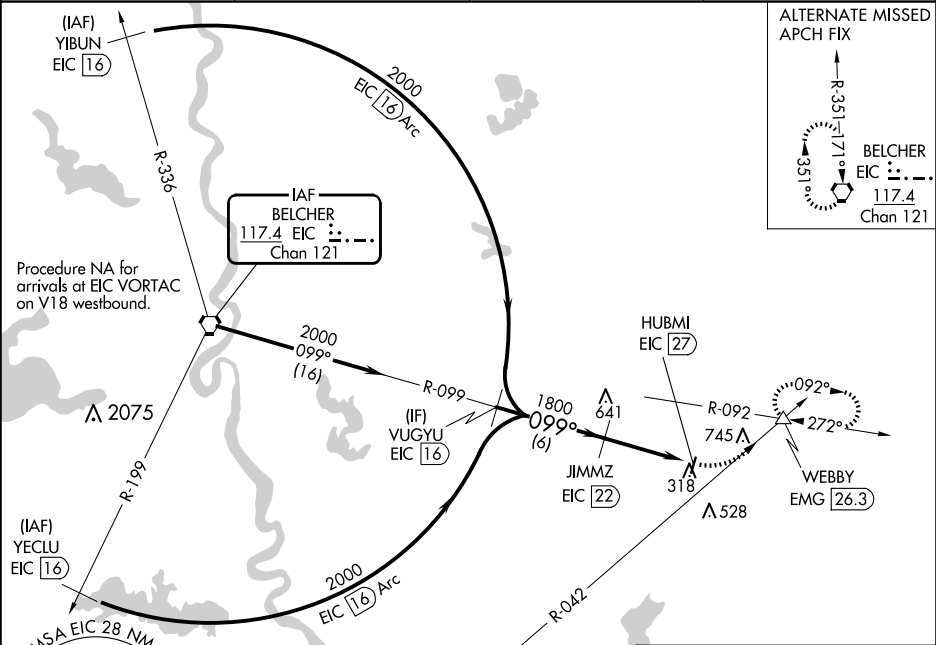 (IAF)
YIBUN
EIC 16
2000
EIC 16 Arc
R-336
IAF
BELCHER
117.4 EIC
Chan 121
Procedure NA for
arrivals at EIC VORTAC
on V18 westbound.
2000
099°
(16)
R-099
2075
R-199
(IF)
VUGYU
EIC 16
1800
099°
(6)
641
JIMMZ
EIC 22
HUBMI
EIC 27
R-092
745
318
528
092°
272°
WEBBY
EMG 26.3
R-042
(IAF)
YECLU
EIC 16
2000
EIC 16 Arc
MSA EIC 28 NM
ALTERNATE MISSED
APCH FIX
R-351
171°
351°
BELCHER
EIC
117.4
Chan 121